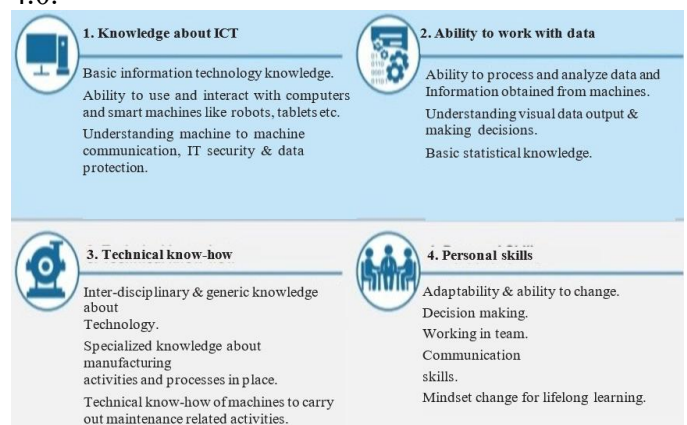 4.0.
1. Knowledge about ICT
Basic information technology knowledge.
Ability to use and interact with computers
and smart machines like robots, tablets etc.
Understanding machine to machine
communication, IT security & data
protection.
2. Ability to work with data
Ability to process and analyze data and
Information obtained from machines.
Understanding visual data output &
making decisions.
Basic statistical knowledge.
3. Technical know-how
Inter-disciplinary & generic knowledge
about
Technology.
Specialized knowledge about
manufacturing
activities and processes in place.
Technical know-how of machines to carry
out maintenance related activities.
4. Personal skills
Adaptability & ability to change.
Decision making.
Working in team.
Communication
skills.
Mindset change for lifelong learning.